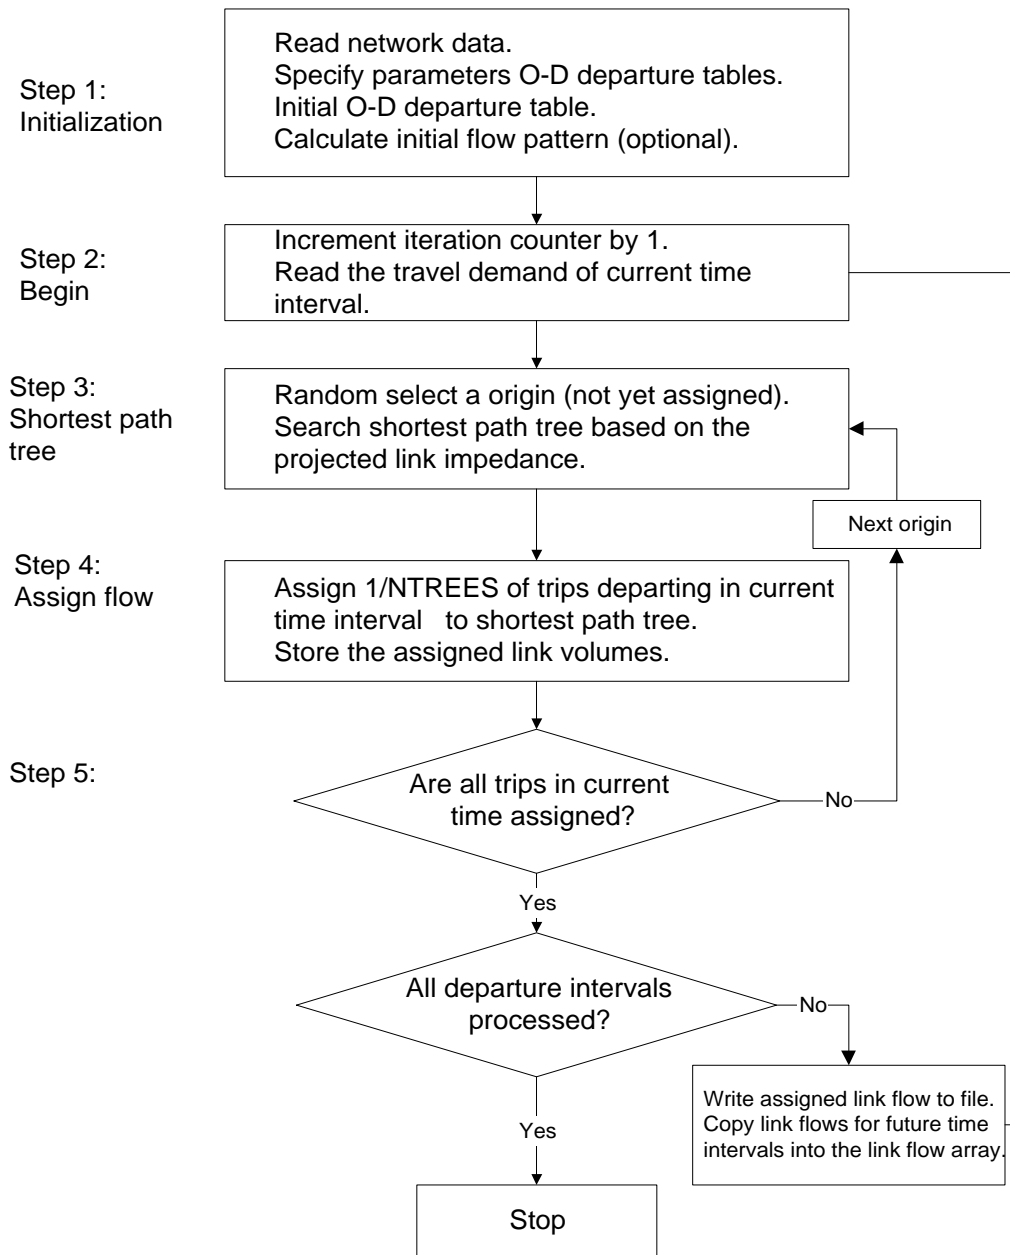 Step 1:
Initialization
Read network data.
Specify parameters O-D departure tables.
Initial O-D departure table.
Calculate initial flow pattern (optional).
Step 2:
Begin
Increment iteration counter by 1.
Read the travel demand of current time
interval.
Step 3:
Shortest path
tree
Random select a origin (not yet assigned).
Search shortest path tree based on the
projected link impedance.
Next origin
Step 4:
Assign flow
Assign 1/NTREES of trips departing in current
time interval   to shortest path tree.
Store the assigned link volumes.
Step 5:
Are all trips in current
time assigned?
No
Yes
All departure intervals
processed?
No
Write assigned link flow to file.
Copy link flows for future time
intervals into the link flow array.
Yes
Stop